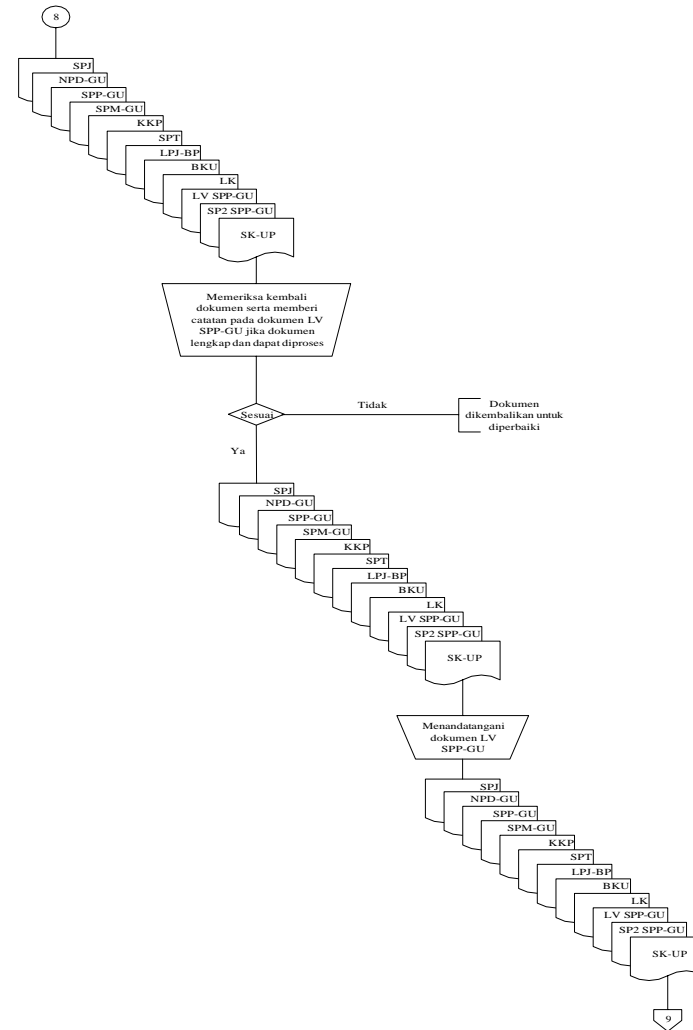 8
SPJ
NPD-GU
SPP-GU
SPM-GU
KKP
SPT
LPJ-BP
BKU
LK
LV SPP-GU
SP2 SPP-GU
SK-UP
Memeriksa kembali
dokumen serta memberi
catatan pada dokumen LV
SPP-GU jika dokumen
lengkap dan dapat diproses
Sesuai
Tidak
Dokumen
dikembalikan untuk
diperbaiki
Ya
SPJ
NPD-GU
SPP-GU
SPM-GU
KKP
SPT
LPJ-BP
BKU
LK
LV SPP-GU
SP2 SPP-GU
SK-UP
Menandatangani
dokumen LV
SPP-GU
SPJ
NPD-GU
SPP-GU
SPM-GU
KKP
SPT
LPJ-BP
BKU
LK
LV SPP-GU
SP2 SPP-GU
SK-UP
9